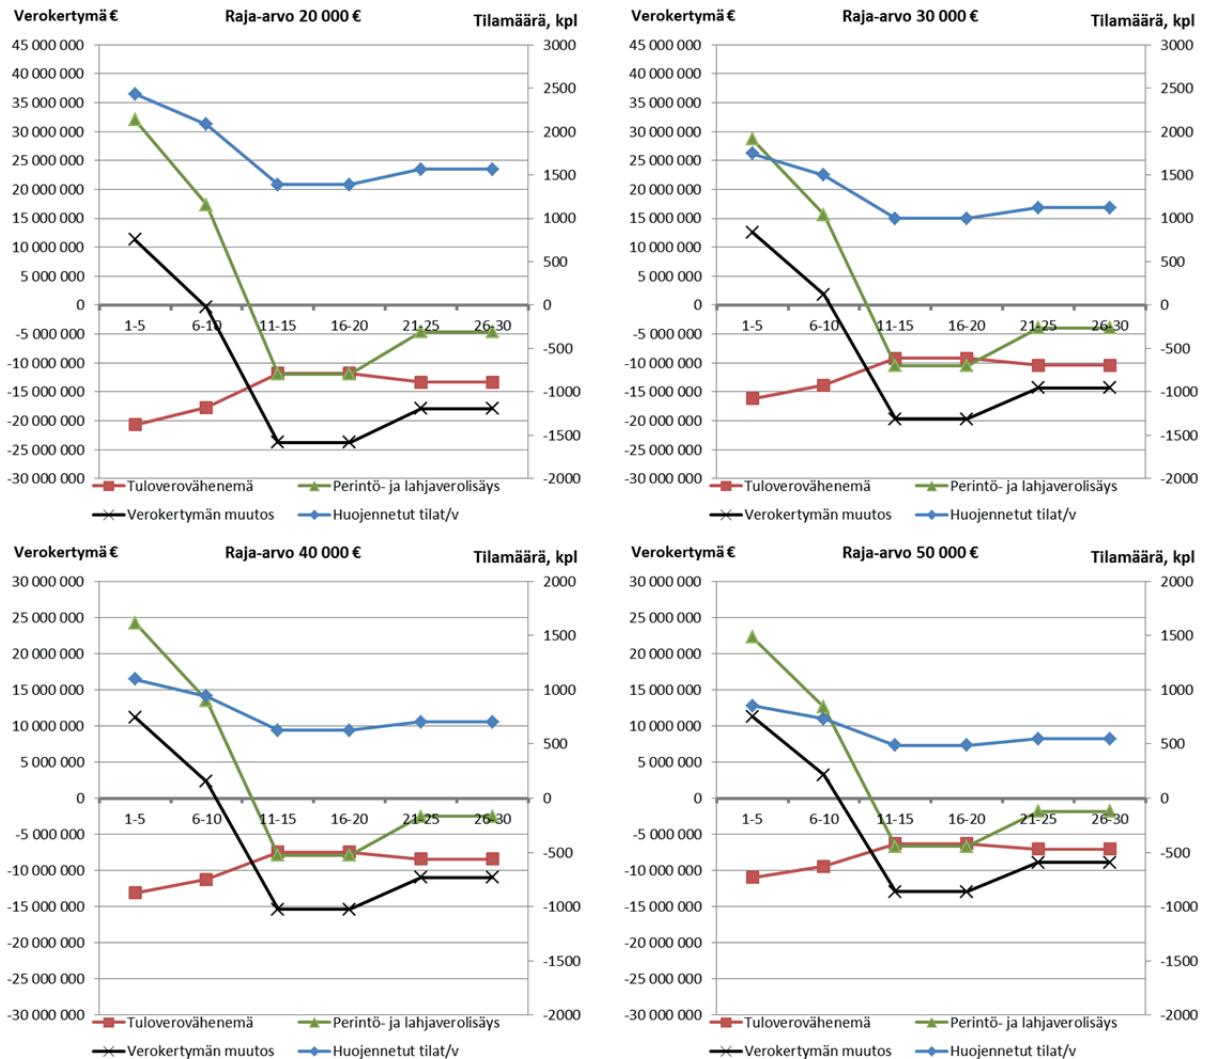 Verokertymä € Raja-arvo 20 000 € Tilamäärä, kpl
45 000 000 3000
40 000 000
35 000 000 2500
30 000 000 2000
25 000 000
20 000 000 1500
15 000 000 1000
10 000 000
5 000 000 500
0 0
1-5 6-10 11-15 16-20 21-25 26-30
-5 000 000 -500
-10 000 000
-15 000 000 -1000
-20 000 000
-25 000 000 -1500
-30 000 000 -2000
Tuloverovähenemä Perintö- ja lahjaverolisäys
Verokertymän muutos Huojennetut tilat/v
Verokertymä € Raja-arvo 30 000 € Tilamäärä, kpl
45 000 000 3000
40 000 000
35 000 000 2500
30 000 000 2000
25 000 000
20 000 000 1500
15 000 000 1000
10 000 000
5 000 000 500
0 0
1-5 6-10 11-15 16-20 21-25 26-30
-5 000 000 -500
-10 000 000
-15 000 000 -1000
-20 000 000
-25 000 000 -1500
-30 000 000 -2000
Tuloverovähenemä Perintö- ja lahjaverolisäys
Verokertymän muutos Huojennetut tilat/v
Verokertymä € Raja-arvo 40 000 € Tilamäärä, kpl
30 000 000 2000
25 000 000
20 000 000 1500
15 000 000 1000
10 000 000
5 000 000 500
0 0
1-5 6-10 11-15 16-20 21-25 26-30
-5 000 000 -500
-10 000 000
-15 000 000 -1000
-20 000 000
-25 000 000 -1500
-30 000 000 -2000
Tuloverovähenemä Perintö- ja lahjaverolisäys
Verokertymän muutos Huojennetut tilat/v
Verokertymä € Raja-arvo 50 000 € Tilamäärä, kpl
30 000 000 2000
25 000 000
20 000 000 1500
15 000 000 1000
10 000 000
5 000 000 500
0 0
1-5 6-10 11-15 16-20 21-25 26-30
-5 000 000 -500
-10 000 000
-15 000 000 -1000
-20 000 000
-25 000 000 -1500
-30 000 000 -2000
Tuloverovähenemä Perintö- ja lahjaverolisäys
Verokertymän muutos Huojennetut tilat/v